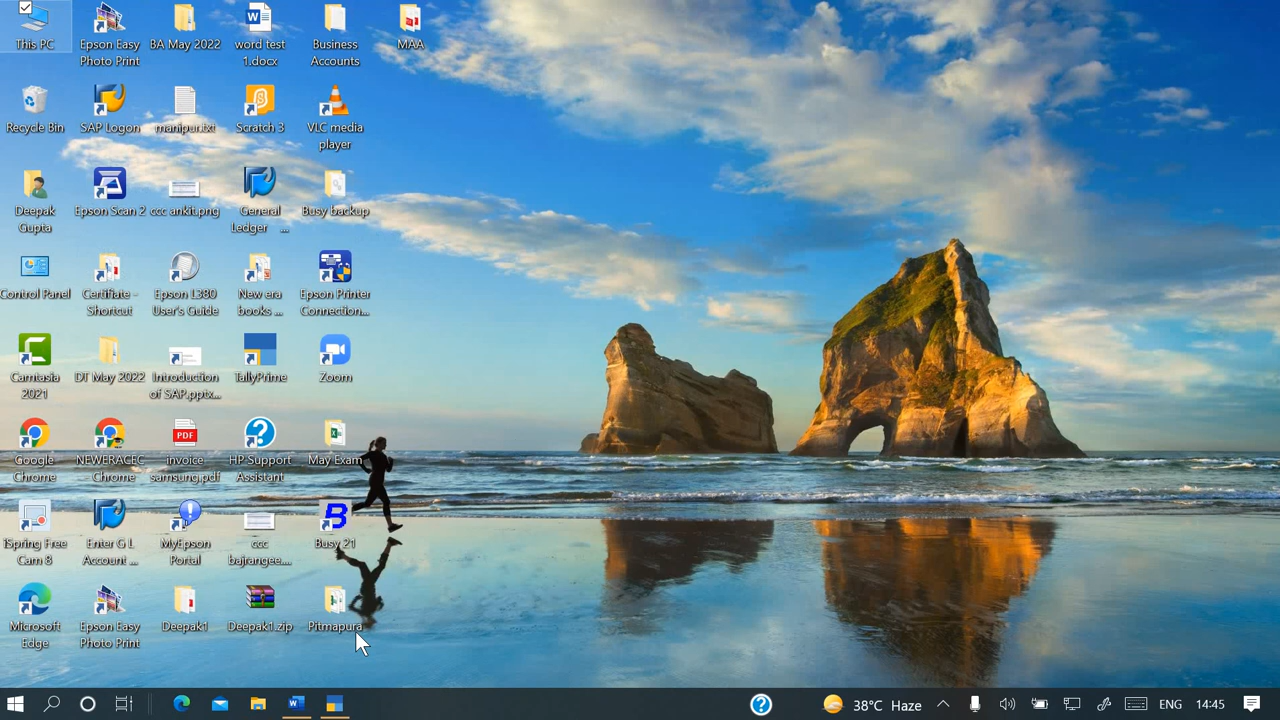 This PC
Epson Easy
Photo Print
BA May 2022
word test
1.docx
Business
Accounts
MAA
Recycle Bin
SAP Logon
manipur.txt
Scratch 3
VLC media
player
Deepak
Gupta
Epson Scan 2
ccc ankit.png
General
Ledger ...
Busy backup
Control Panel
Certifiate -
Shortcut
Epson L380
User's Guide
New era
books ...
Epson Printer
Connection...
Camtasia
2021
DT May 2022
Introduction
of SAP.pptx...
TallyPrime
Zoom
Google
Chrome
NEWERACEC
Chrome
PDF
invoice
samsung.pdf
HP Support
Assistant
May Exam
iSpring Free
Cam 8
Enter G L
Account ...
MyEpson
Portal
ccc
bajrangee....
B
Busy 21
Microsoft
Edge
Epson Easy
Photo Print
Deepak1
Deepak1.zip
Pitmapura
38°C Haze
ENG
14:45